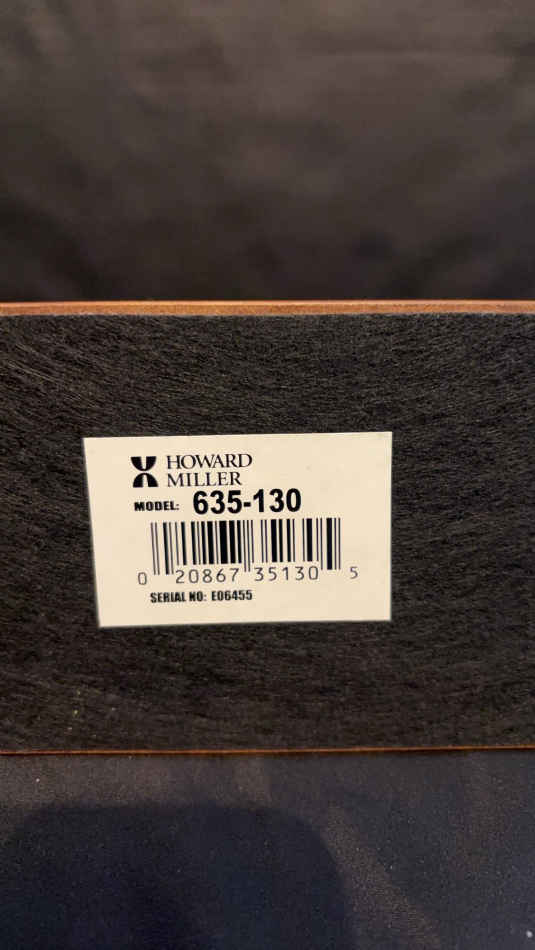 HOWARD
MILLER
MODEL: 635-130
0 20867 35130 5
SERIAL NO: E06455